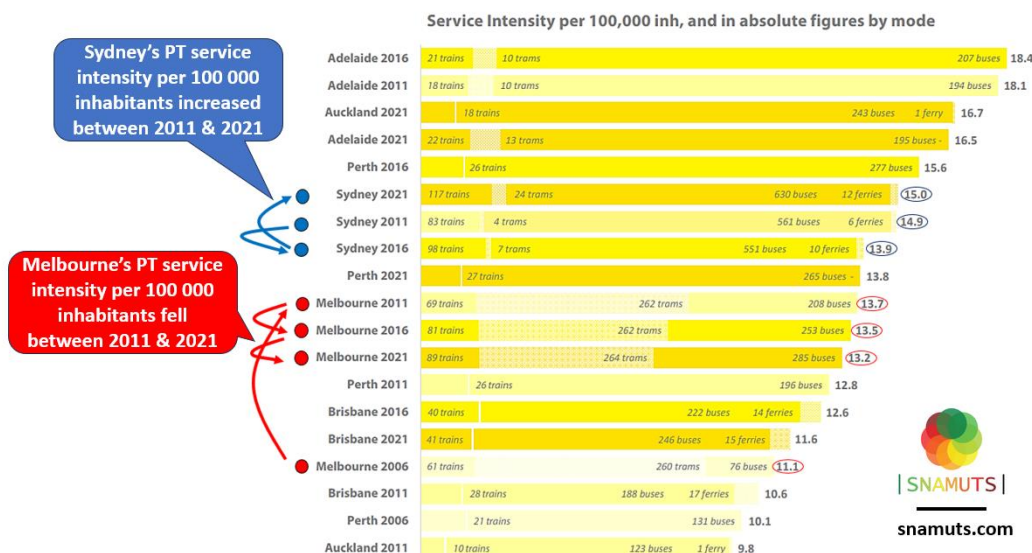 Service Intensity per 100,000 inh, and in absolute figures by mode
Sydney's PT service
intensity per 100 000
inhabitants increased
between 2011 & 2021
Melbourne's PT service
intensity per 100 000
inhabitants fell
between 2011 & 2021
Adelaide 2016 21 trains 10 trams 207 buses 18.4
Adelaide 2011 18 trains 10 trams 194 buses 18.1
Auckland 2021 18 trains 243 buses 1 ferry 16.7
Adelaide 2021 22 trains 13 trams 195 buses - 16.5
Perth 2016 26 trains 277 buses 15.6
Sydney 2021 117 trains 24 trams 630 buses 12 ferries 15.0
Sydney 2011 83 trains 4 trams 561 buses 6 ferries 14.9
Sydney 2016 98 trains 7 trams 551 buses 10 ferries 13.9
Perth 2021 27 trains 265 buses - 13.8
Melbourne 2011 69 trains 262 trams 208 buses 13.7
Melbourne 2016 81 trains 262 trams 253 buses 13.5
Melbourne 2021 89 trains 264 trams 285 buses 13.2
Perth 2011 26 trains 196 buses 12.8
Brisbane 2016 40 trains 222 buses 14 ferries 12.6
Brisbane 2021 41 trains 246 buses 15 ferries 11.6
Melbourne 2006 61 trains 260 trams 76 buses 11.1
Brisbane 2011 28 trains 188 buses 17 ferries 10.6
Perth 2006 21 trains 131 buses 10.1
Auckland 2011 10 trains 123 buses 1 ferry 9.8
| SNAMUTS |
snamuts.com